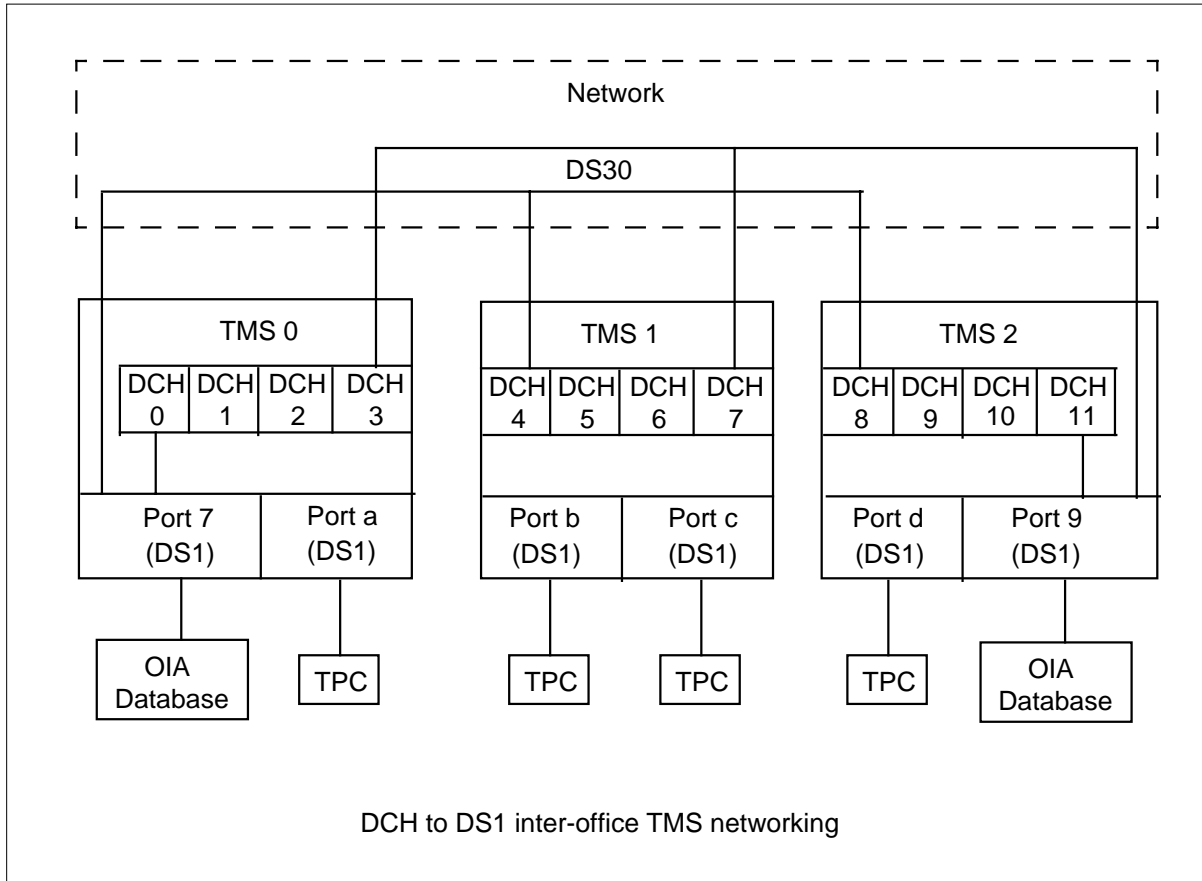 Network
DS30
TMS 0
TMS 1
TMS 2
DCH 0
DCH 1
DCH 2
DCH 3
DCH 4
DCH 5
DCH 6
DCH 7
DCH 8
DCH 9
DCH 10
DCH 11
Port 7
(DS1)
Port a
(DS1)
Port b
(DS1)
Port c
(DS1)
Port d
(DS1)
Port 9
(DS1)
OIA
Database
TPC
TPC
TPC
TPC
OIA
Database
DCH to DS1 inter-office TMS networking